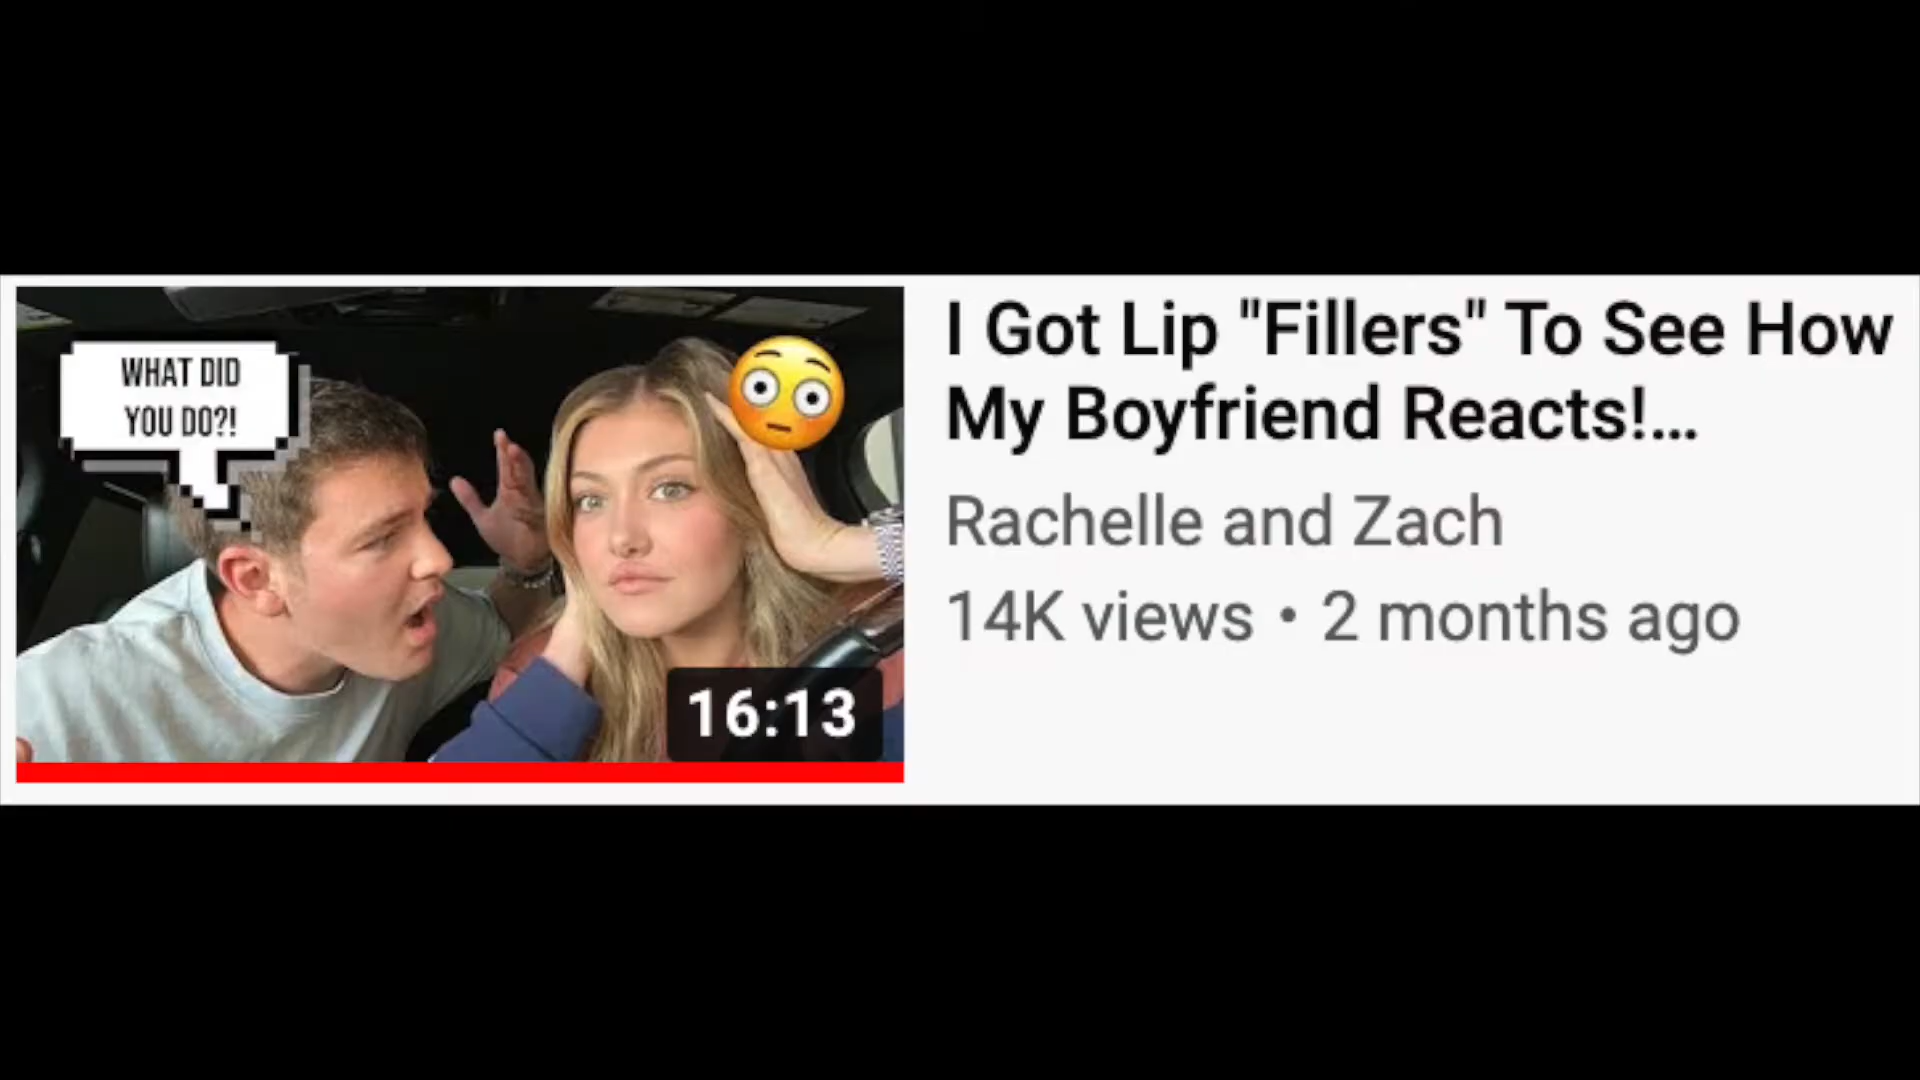 WHAT DID
YOU DO?!
16:13
I Got Lip "Fillers" To See How
My Boyfriend Reacts!...
Rachelle and Zach
14K views • 2 months ago